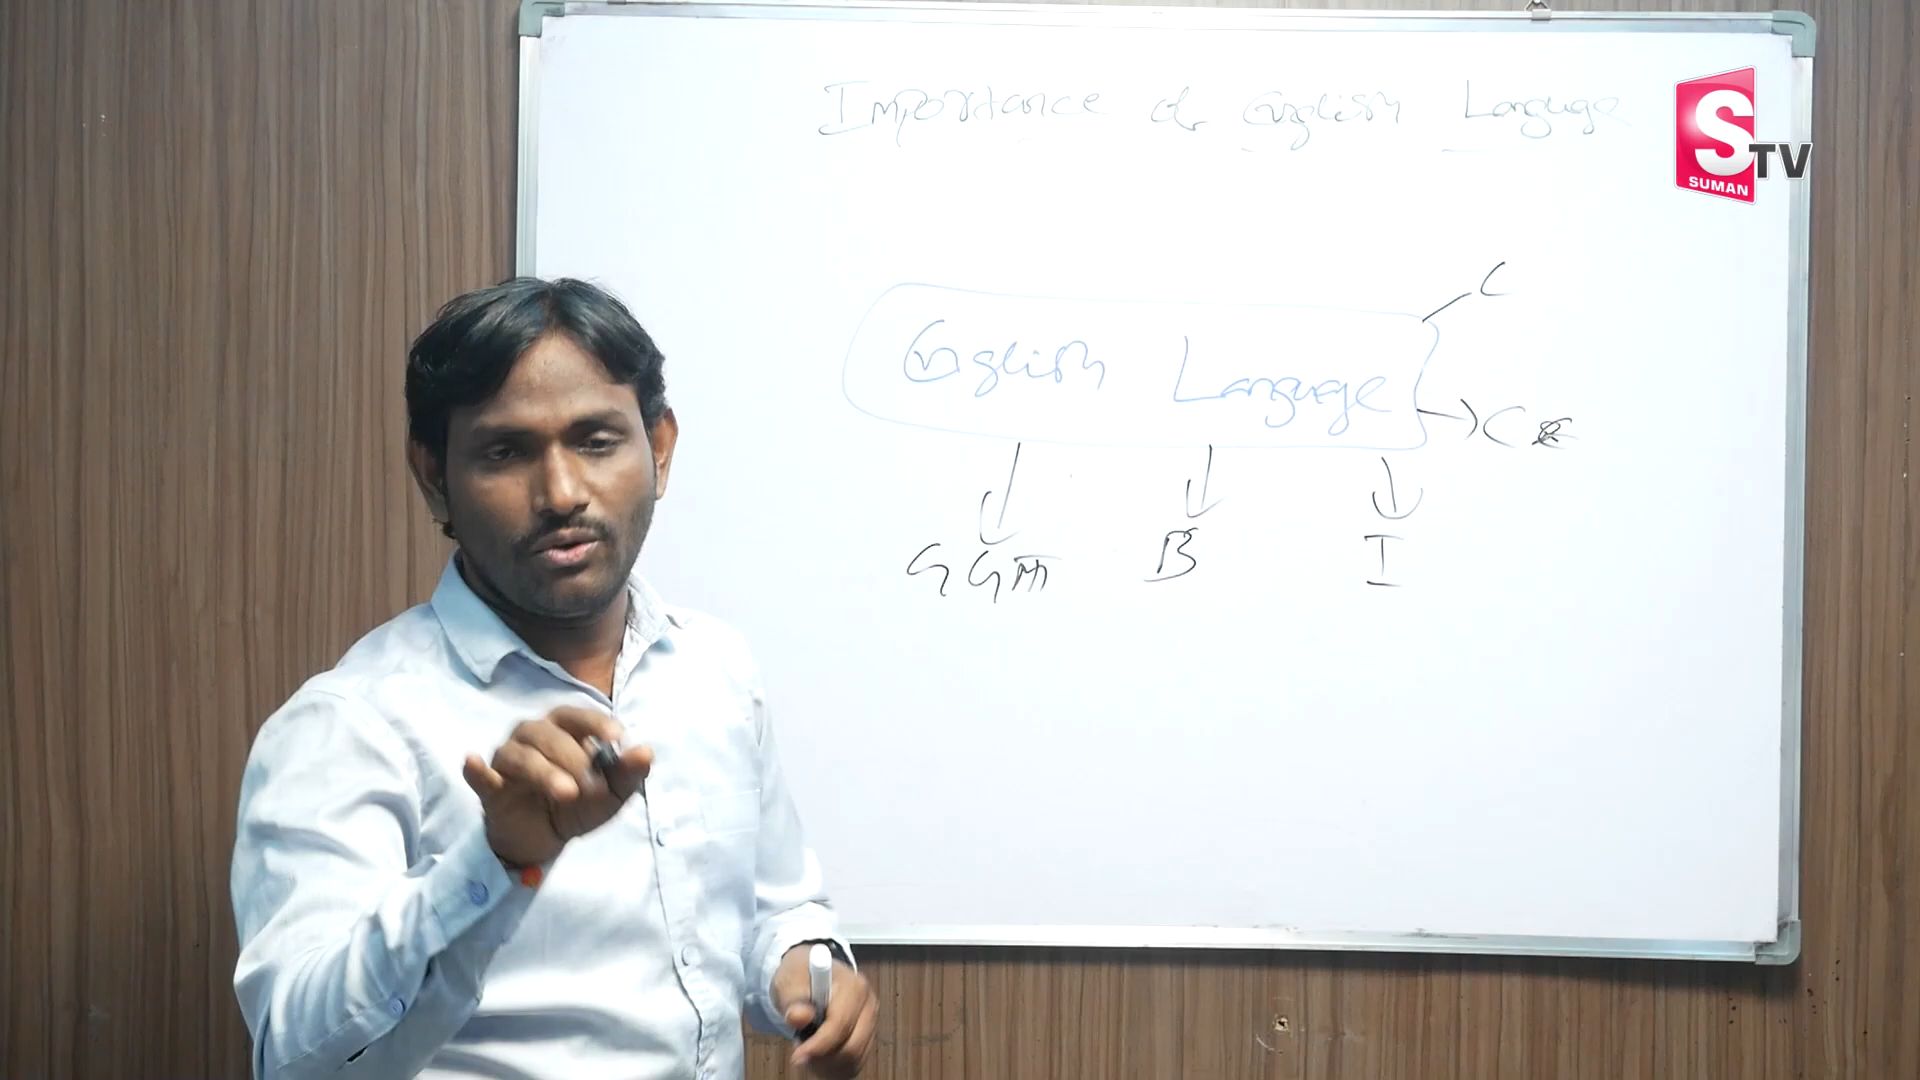 Importance of English Language
S TV
SUMAN
C
English Language
C
G G M B I